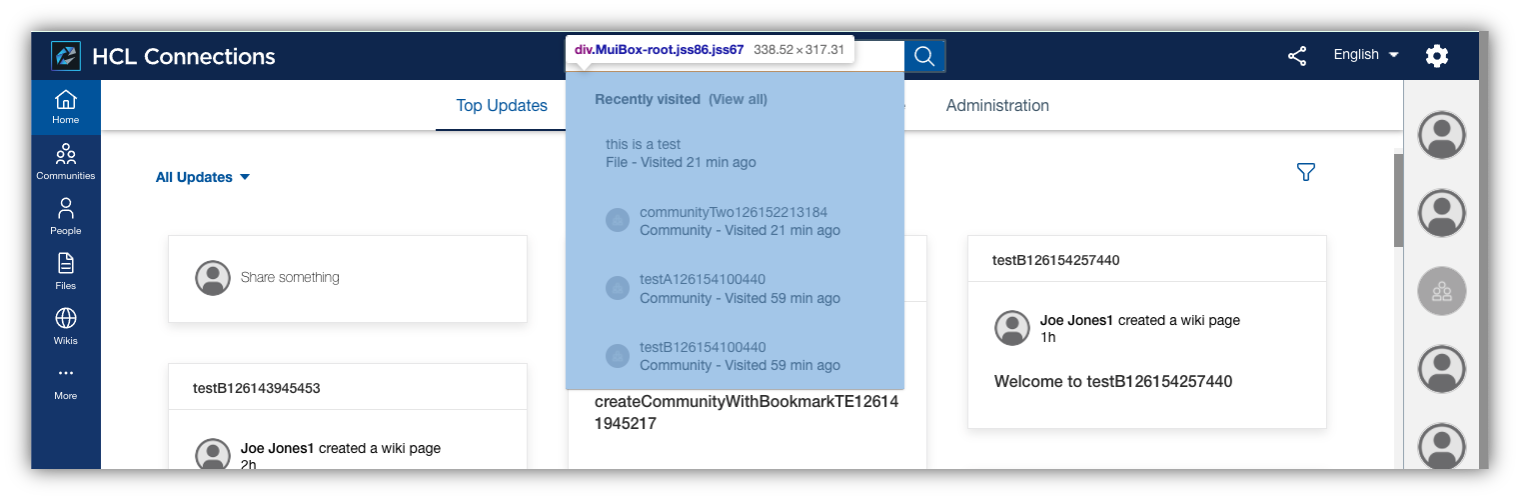 HCL Connections
div.MuiBox-root.jss86.jss67 338.52 × 317.31
English
Home
Communities
People
Files
Wikis
More
Top Updates
Administration
All Updates
Share something
testB126143945453
Joe Jones1 created a wiki page
2h
Recently visited (View all)
this is a test
File - Visited 21 min ago
communityTwo126152213184
Community - Visited 21 min ago
testA126154100440
Community - Visited 59 min ago
testB126154100440
Community - Visited 59 min ago
createCommunityWithBookmarkTE12614
1945217
testB126154257440
Joe Jones1 created a wiki page
1h
Welcome to testB126154257440